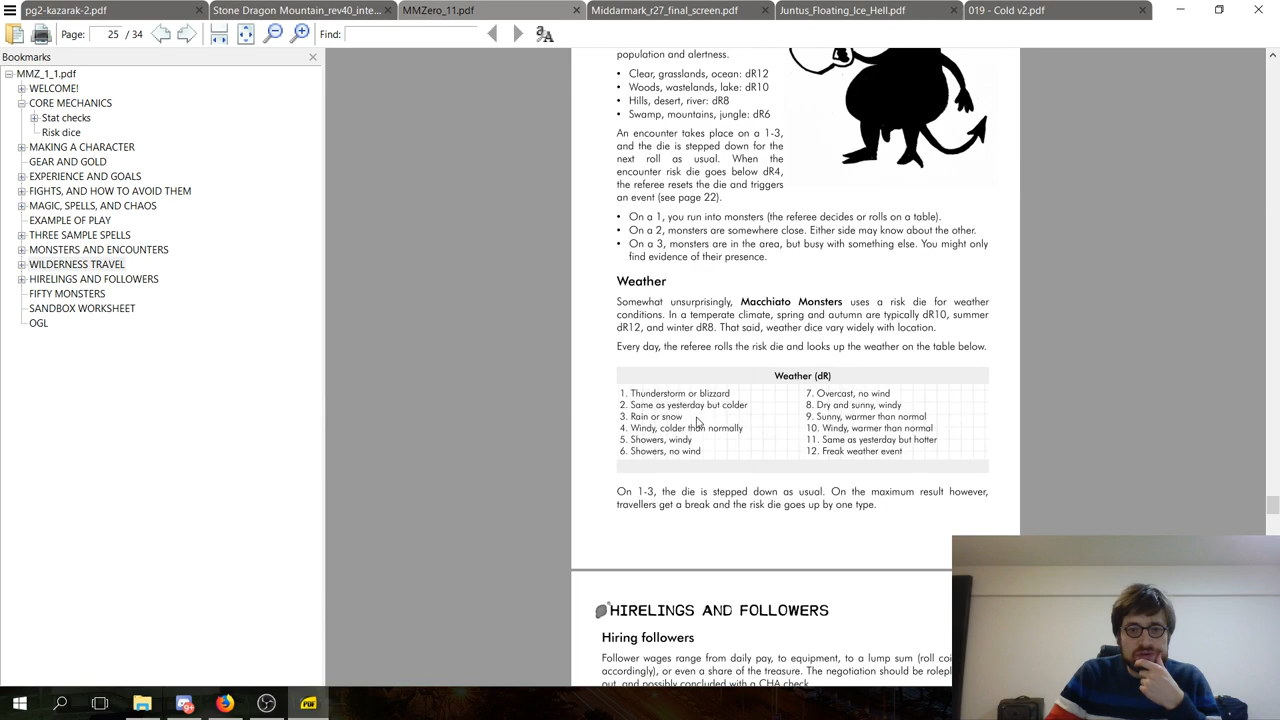 pg2-kazarak-2.pdf
Stone Dragon Mountain_rev40_inte...
MMZero_11.pdf
Middarmark_r27_final_screen.pdf
Juntus_Floating_Ice_Hell.pdf
019 - Cold v2.pdf
Page: 25 / 34
Find:
Bookmarks
MMZ_1_1.pdf
WELCOME!
CORE MECHANICS
Stat checks
Risk dice
MAKING A CHARACTER
GEAR AND GOLD
EXPERIENCE AND GOALS
FIGHTS, AND HOW TO AVOID THEM
MAGIC, SPELLS, AND CHAOS
EXAMPLE OF PLAY
THREE SAMPLE SPELLS
MONSTERS AND ENCOUNTERS
WILDERNESS TRAVEL
HIRELINGS AND FOLLOWERS
FIFTY MONSTERS
SANDBOX WORKSHEET
OGL
population and alertness.
• Clear, grasslands, ocean: dR12
• Woods, wastelands, lake: dR10
• Hills, desert, river: dR8
• Swamp, mountains, jungle: dR6
An encounter takes place on a 1-3,
and the die is stepped down for the
next roll as usual. When the
encounter risk die goes below dR4,
the referee resets the die and triggers
an event (see page 22).
• On a 1, you run into monsters (the referee decides or rolls on a table).
• On a 2, monsters are somewhere close. Either side may know about the other.
• On a 3, monsters are in the area, but busy with something else. You might only
find evidence of their presence.
Weather
Somewhat unsurprisingly, Macchiato Monsters uses a risk die for weather
conditions. In a temperate climate, spring and autumn are typically dR10, summer
dR12, and winter dR8. That said, weather dice vary widely with location.
Every day, the referee rolls the risk die and looks up the weather on the table below.
Weather (dR)
1. Thunderstorm or blizzard
2. Same as yesterday but colder
3. Rain or snow
4. Windy, colder than normally
5. Showers, windy
6. Showers, no wind
7. Overcast, no wind
8. Dry and sunny, windy
9. Sunny, warmer than normal
10. Windy, warmer than normal
11. Same as yesterday but hotter
12. Freak weather event
On 1-3, the die is stepped down as usual. On the maximum result however,
travellers get a break and the risk die goes up by one type.
HIRELINGS AND FOLLOWERS
Hiring followers
Follower wages range from daily pay, to equipment, to a lump sum (roll coi
accordingly), or even a share of the treasure. The negotiation should be rolepl
out, and possibly concluded with a CHA check.